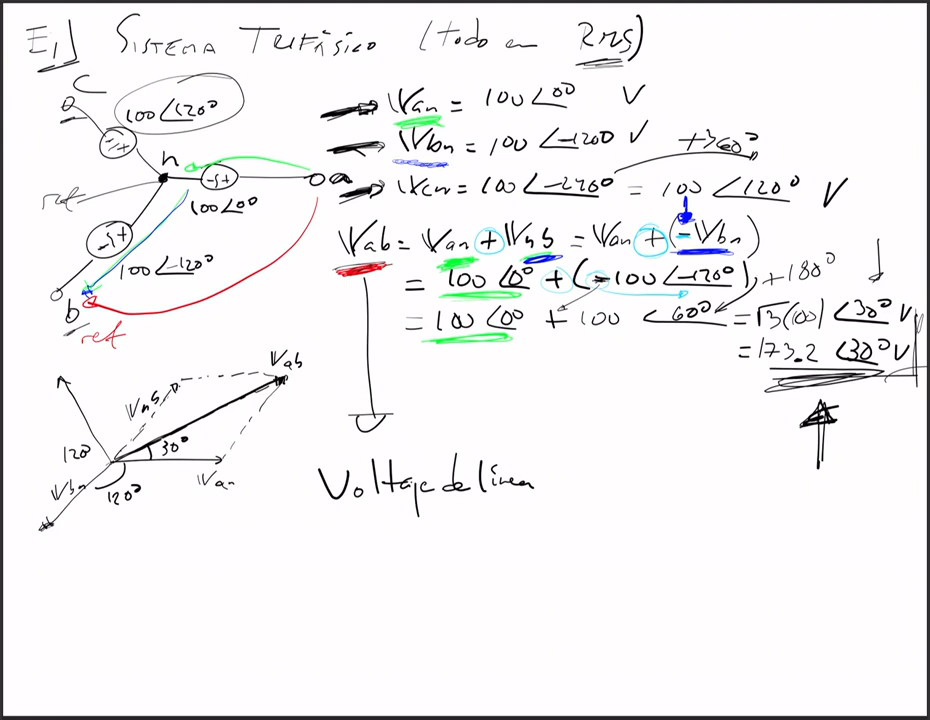 E1] SISTEMA TRIFÁSICO (todo en RMS)
C
100∠120°
Van = 100∠0° V
Vbn = 100∠-120 V
+360°
n
a
ref
-S+
Vcn = 100∠-240° = 100∠120° V
100∠0°
Vab = Van + Vnb = Van + (-Vbn)
-S+
100∠-120°
= 100∠0° + (-100∠-120°) +180°
b
= 100∠0° + 100∠60° = √3(100)∠30° V
ref
= 173.2∠30° V
Vab
Vnb
120°
30°
Van
Vbn
120°
Voltaje de línea